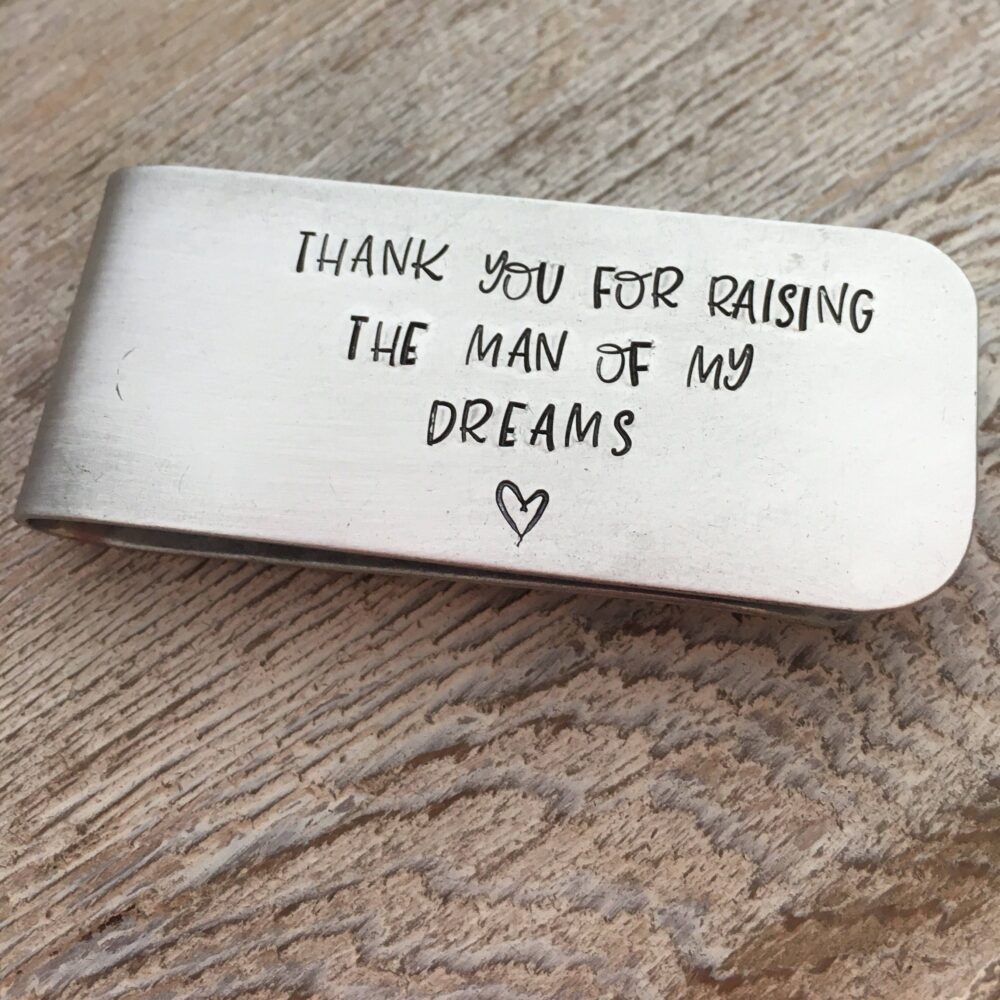 THANK YOU FOR RAISING
THE MAN OF MY
DREAMS